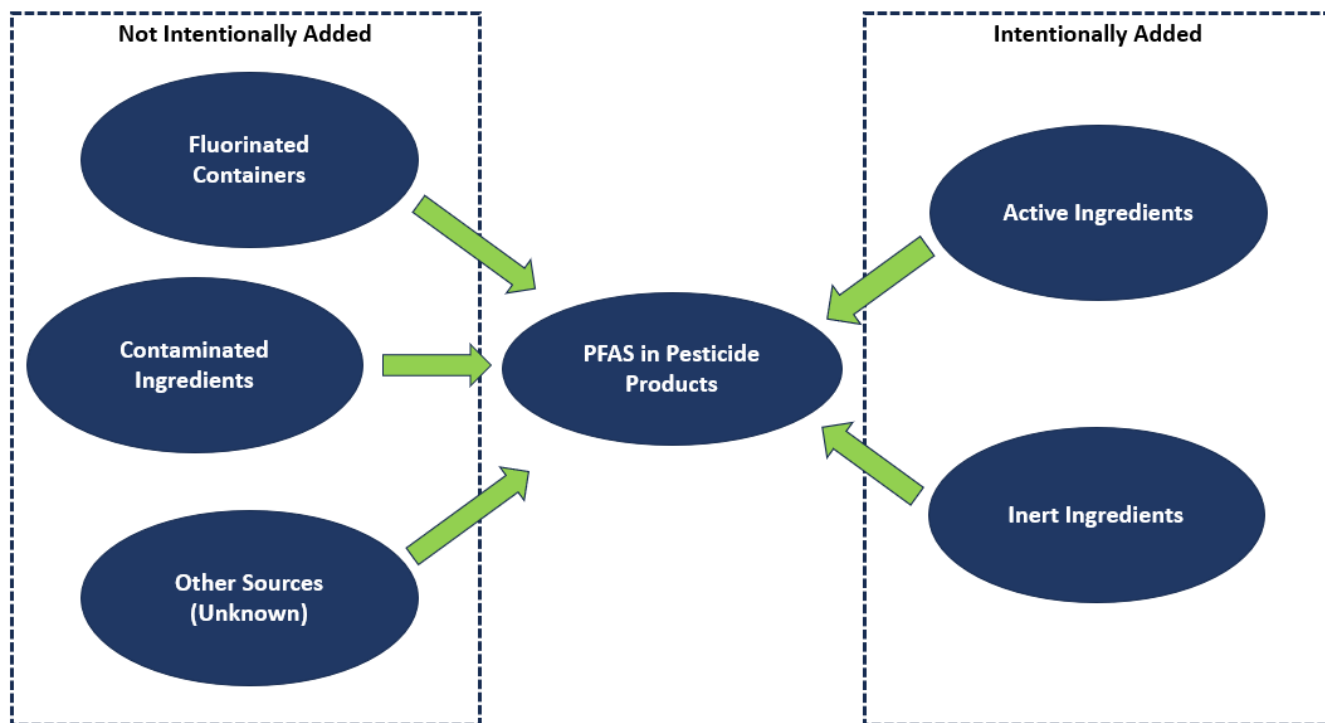 Not Intentionally Added
Fluorinated
Containers
Contaminated
Ingredients
Other Sources
(Unknown)
PFAS in Pesticide
Products
Intentionally Added
Active Ingredients
Inert Ingredients